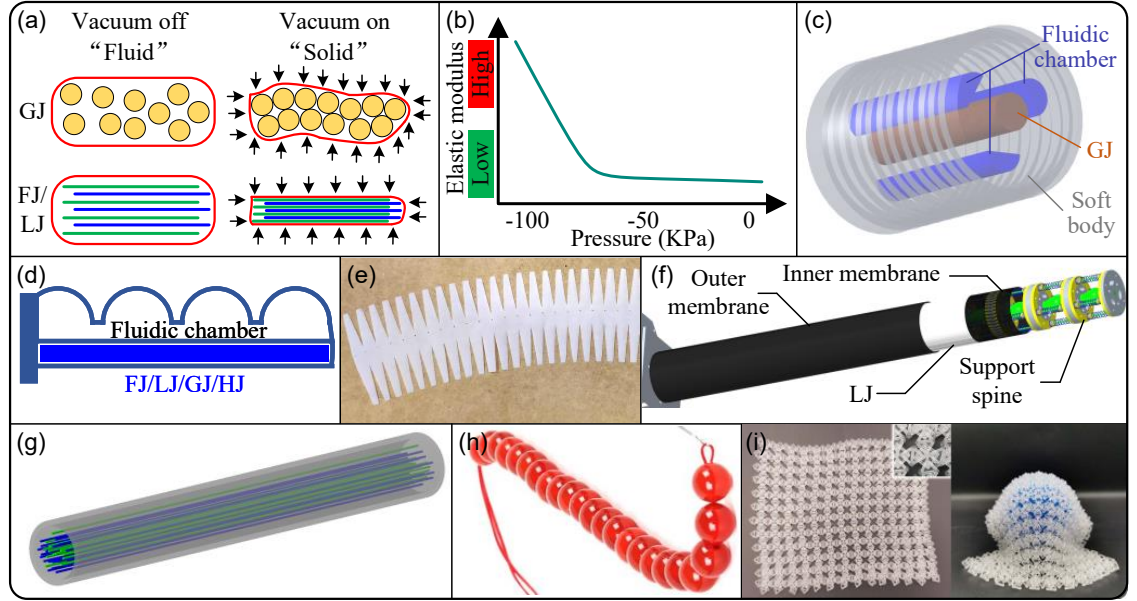 (a)
Vacuum off
“Fluid”
Vacuum on
“Solid”
GJ
FJ/
LJ
(b)
Elastic modulus
High
Low
-100
-50
0
Pressure (KPa)
(c)
Fluidic
chamber
GJ
Soft
body
(d)
Fluidic chamber
FJ/LJ/GJ/HJ
(e)
(f)
Outer
membrane
Inner membrane
LJ
Support
spine
(g)
(h)
(i)